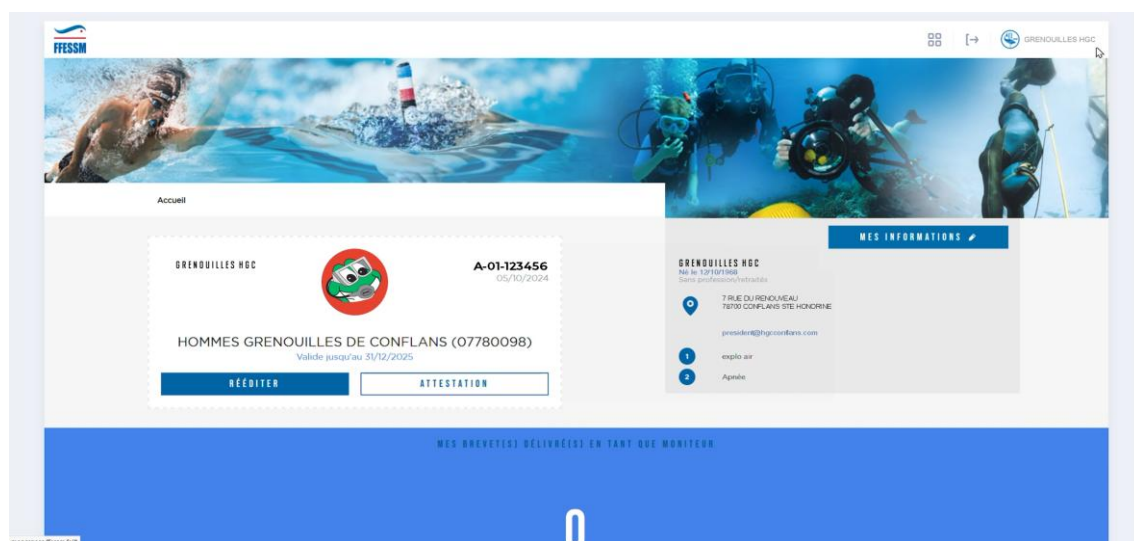 FFESSM
GRENOUILLES HGC
Accueil
MES INFORMATIONS
GRENOUILLES HGC
A-01-123456
05/10/2024
HOMMES GRENOUILLES DE CONFLANS (07780098)
Valide jusqu'au 31/12/2025
RÉÉDITER
ATTESTATION
GRENOUILLES HGC
Né le 12/10/1968
Sans profession/retraités
7 RUE DU RENOUVEAU
78700 CONFLANS STE HONORINE
president@hgcconflans.com
1 explo air
2 Apnée
MES BREVET(S) DÉLIVRÉ(S) EN TANT QUE MONITEUR
0